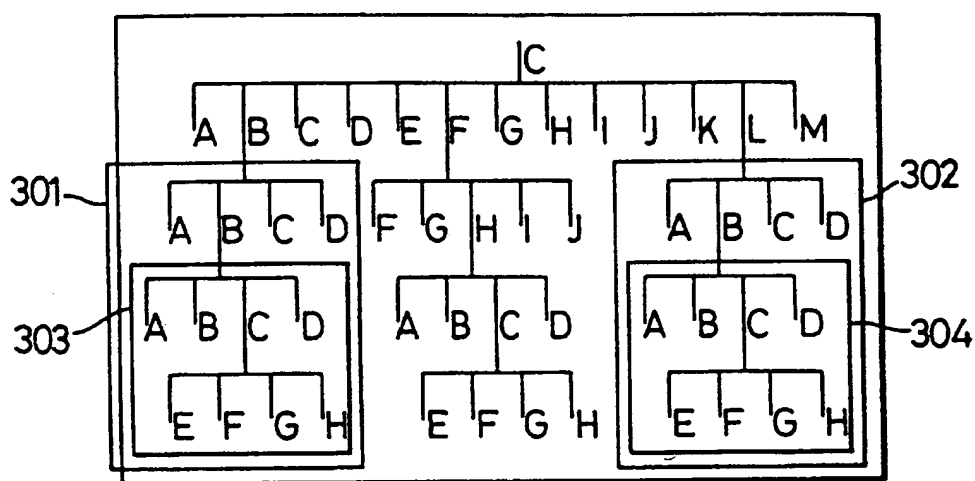 C
A B C D E F G H I J K L M
301 302
A B C D F G H I J A B C D
303 A B C D A B C D A B C D 304
E F G H E F G H E F G H